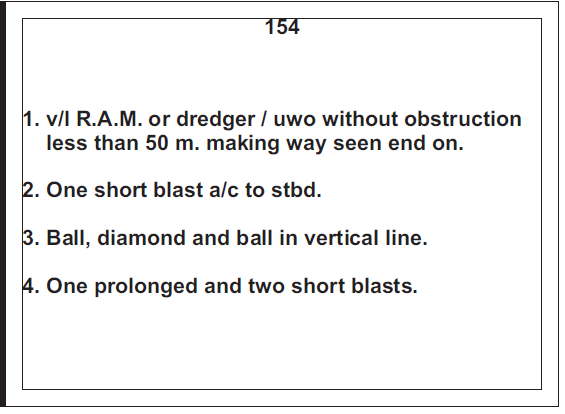 154
1. v/l R.A.M. or dredger / uwo without obstruction
less than 50 m. making way seen end on.
2. One short blast a/c to stbd.
3. Ball, diamond and ball in vertical line.
4. One prolonged and two short blasts.